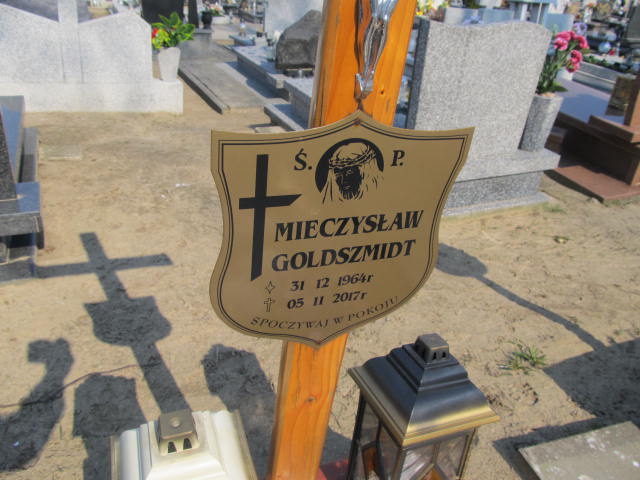 Ś. P.
MIECZYSŁAW
GOLDSZMIDT
31 12 1964r
05 11 2017r
SPOCZYWAJ W POKOJU